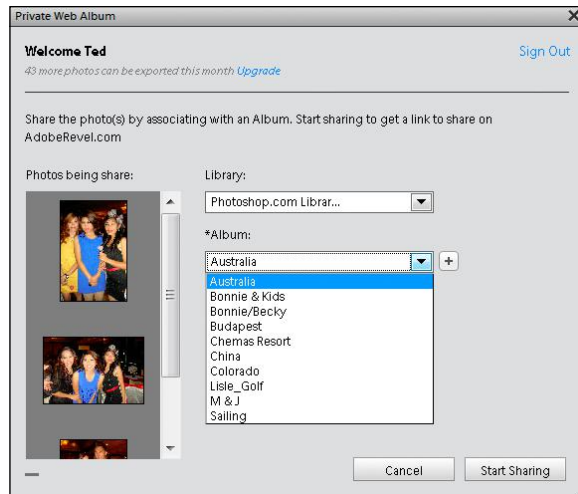 Private Web Album
Welcome Ted
Sign Out
43 more photos can be exported this month Upgrade
Share the photo(s) by associating with an Album. Start sharing to get a link to share on
AdobeRevel.com
Photos being share:
Library:
Photoshop.com Librar...
*Album:
Australia
Australia
Bonnie & Kids
Bonnie/Becky
Budapest
Chemas Resort
China
Colorado
Lisle_Golf
M & J
Sailing
Cancel
Start Sharing